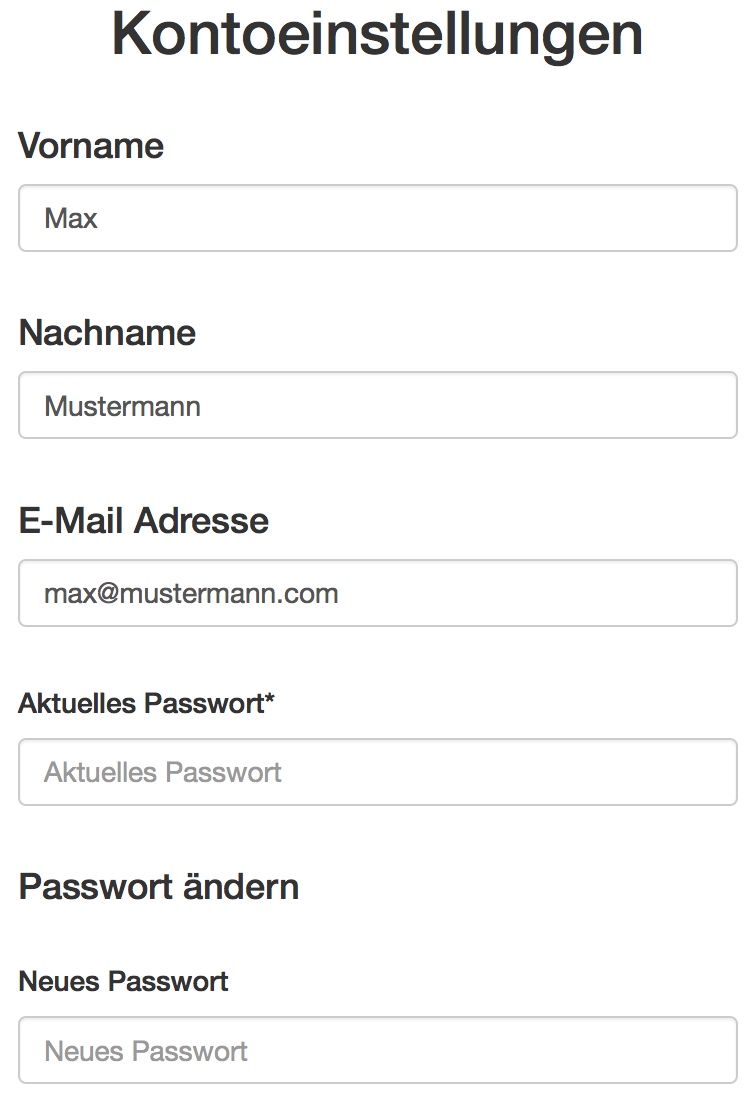 Kontoeinstellungen
Vorname
Max
Nachname
Mustermann
E-Mail Adresse
max@mustermann.com
Aktuelles Passwort*
Aktuelles Passwort
Passwort ändern
Neues Passwort
Neues Passwort